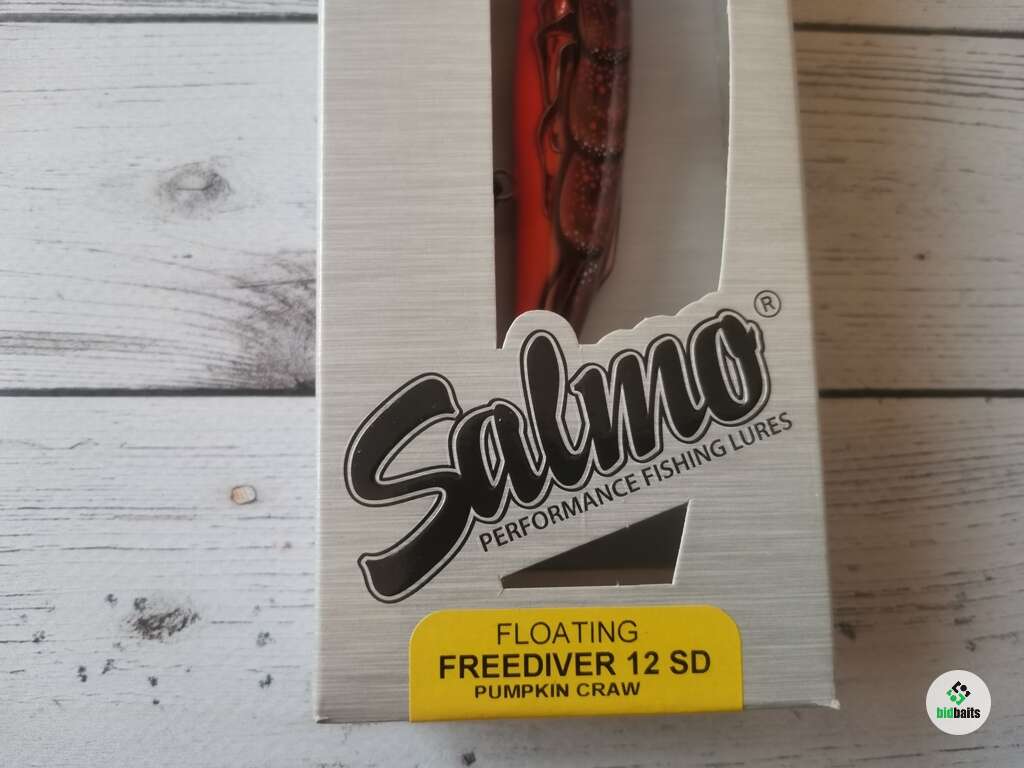 Salmo®
PERFORMANCE FISHING LURES
FLOATING
FREEDIVER 12 SD
PUMPKIN CRAW
bidbaits